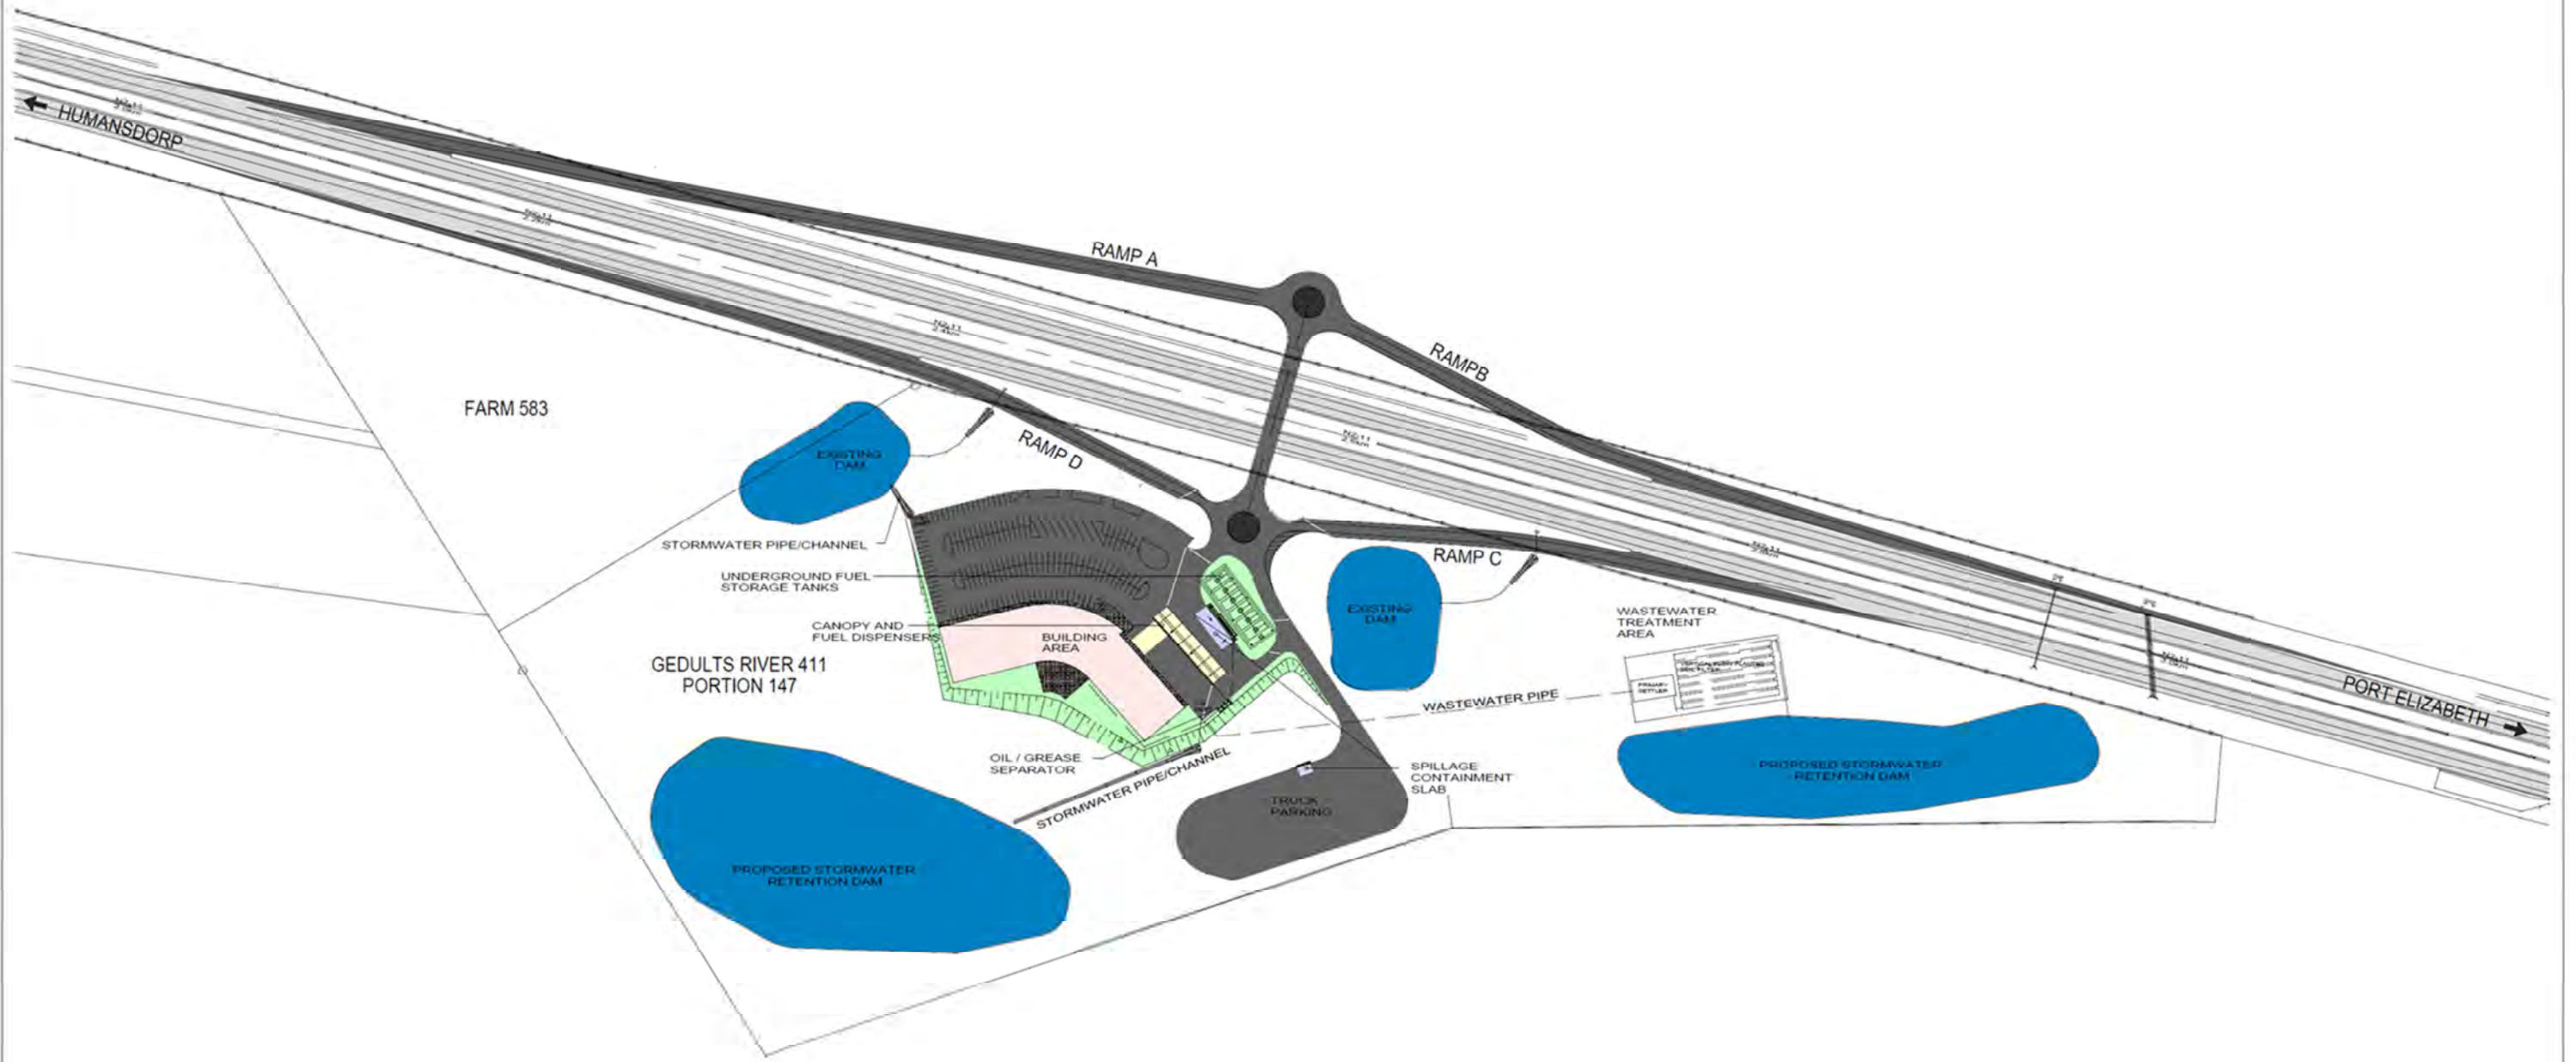 HUMANSDORP
RAMP A
RAMPB
FARM 583
EXISTING
DAM
RAMP D
STORMWATER PIPE/CHANNEL
RAMP C
UNDERGROUND FUEL
STORAGE TANKS
EXISTING
DAM
WASTEWATER
TREATMENT
AREA
CANOPY AND
FUEL DISPENSERS
BUILDING
AREA
GEDULTS RIVER 411
PORTION 147
PRIMARY
SETTLER
WASTEWATER PIPE
PORT ELIZABETH
OIL / GREASE
SEPARATOR
STORMWATER PIPE/CHANNEL
SPILLAGE
CONTAINMENT
SLAB
TRUCK
PARKING
PROPOSED STORMWATER
RETENTION DAM
PROPOSED STORMWATER
RETENTION DAM